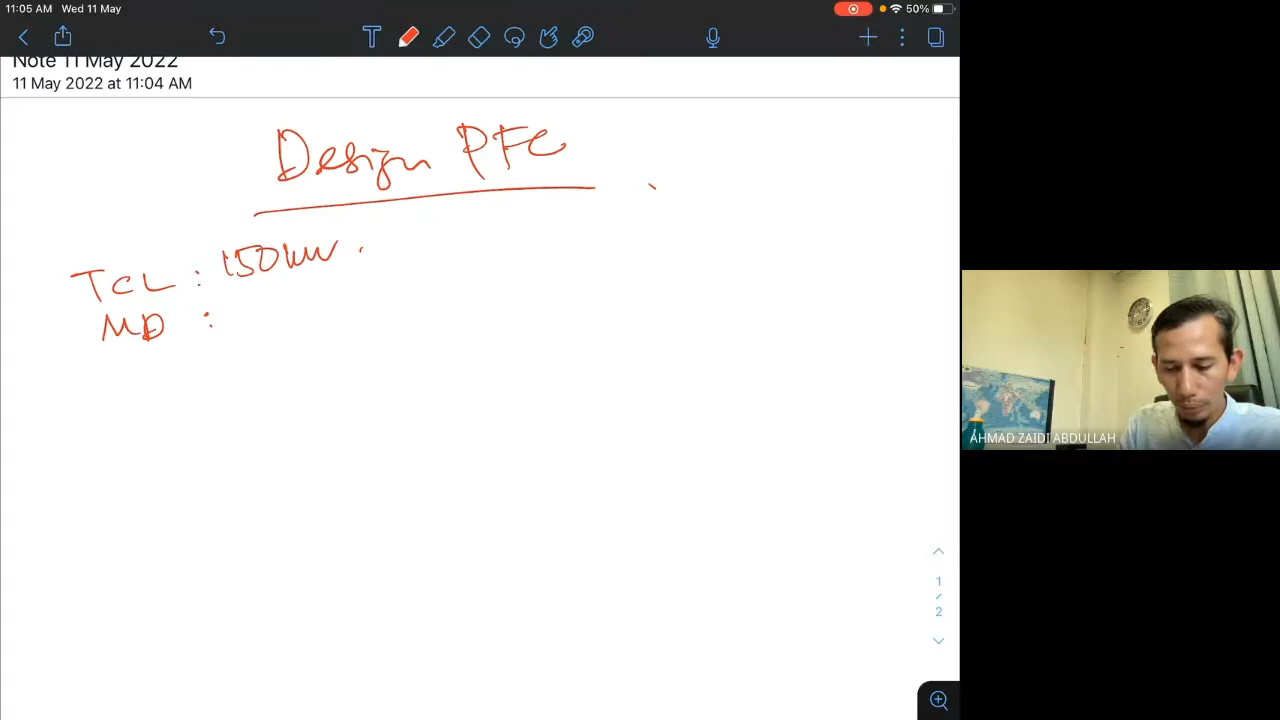 11:05 AM Wed 11 May
50%
Note 11 May 2022
11 May 2022 at 11:04 AM
Design PFC
TCL : 150kW
MD :
1
/
2
AHMAD ZAIDI ABDULLAH